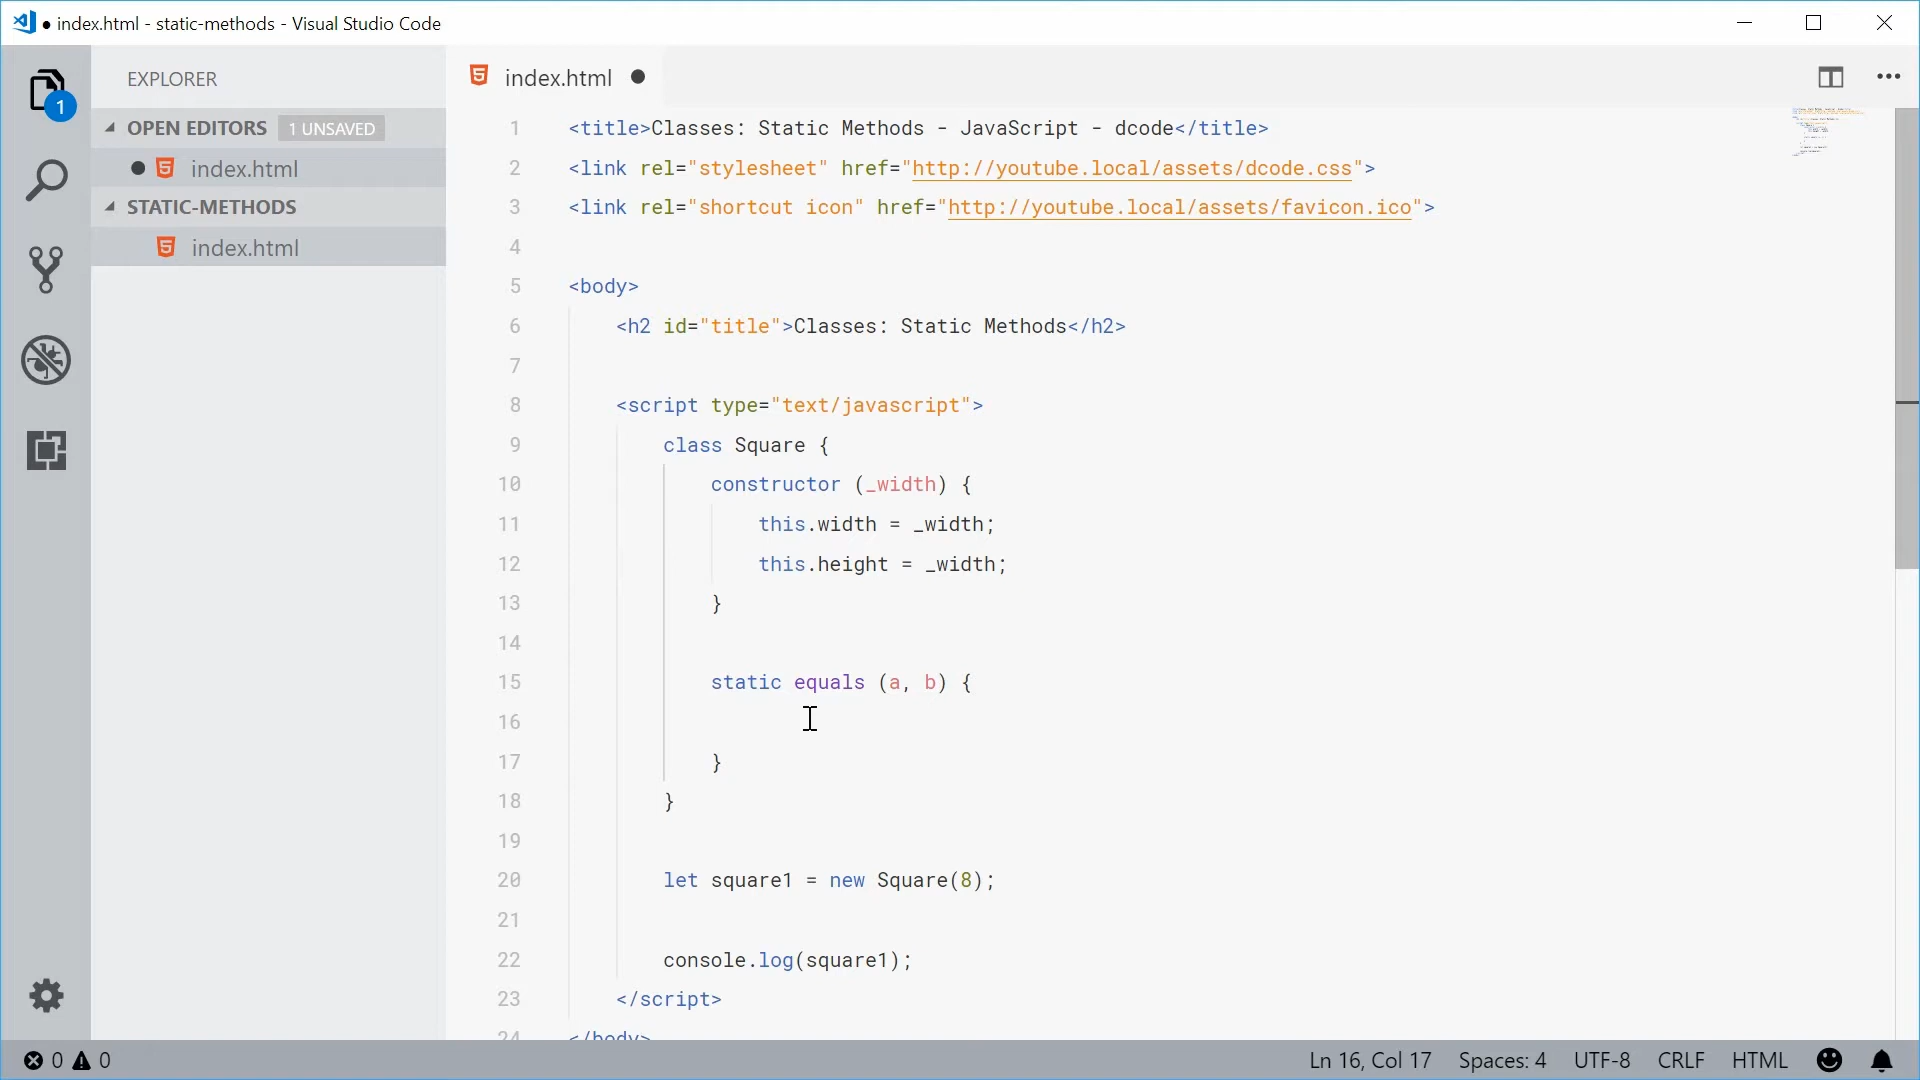 index.html - static-methods - Visual Studio Code
EXPLORER
OPEN EDITORS 1 UNSAVED
index.html
STATIC-METHODS
index.html
1
index.html
1 <title>Classes: Static Methods - JavaScript - dcode</title>
2 <link rel="stylesheet" href="http://youtube.local/assets/dcode.css">
3 <link rel="shortcut icon" href="http://youtube.local/assets/favicon.ico">
4
5 <body>
6 <h2 id="title">Classes: Static Methods</h2>
7
8 <script type="text/javascript">
9 class Square {
10 constructor (_width) {
11 this.width = _width;
12 this.height = _width;
13 }
14
15 static equals (a, b) {
16
17 }
18 }
19
20 let square1 = new Square(8);
21
22 console.log(square1);
23 </script>
24 </body>
0 0
Ln 16, Col 17 Spaces: 4 UTF-8 CRLF HTML